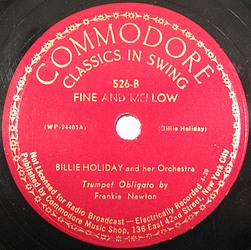 COMMODORE
CLASSICS IN SWING
526-B
FINE AND MELLOW
(WP-24405A) (Billie Holiday)
BILLIE HOLIDAY and her Orchestra
Trumpet Obligato by
Frankie Newton
Not Licensed for Radio Broadcast — Electrically Recorded 4-39
Published by Commodore Music Shop, 136 East 42nd Street, New York City